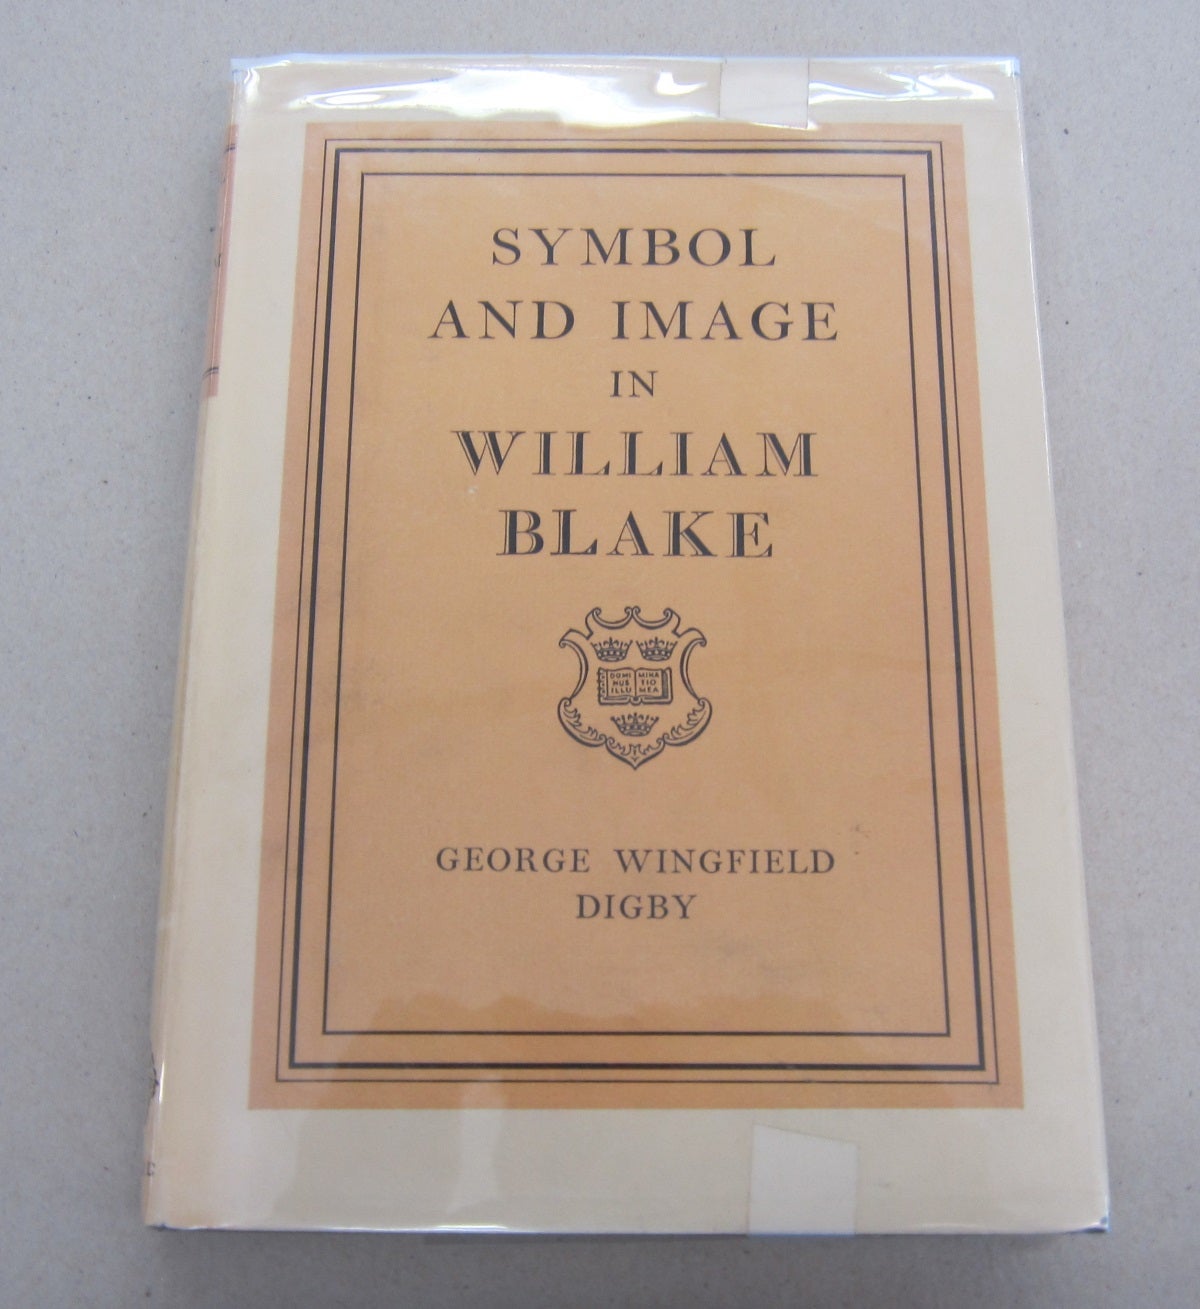 SYMBOL
AND IMAGE
IN
WILLIAM
BLAKE
DOMI MINA
NUS TIO
ILLU MEA
GEORGE WINGFIELD
DIGBY